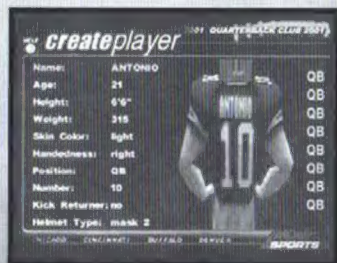 createplayer
2001 QUARTERBACK CLUB 2001
Name: ANTONIO
Age: 21
Height: 6'6"
Weight: 315
Skin Color: light
Handedness: right
Position: QB
Number: 10
Kick Returner: no
Helmet Type: mask 2
ANTONIO
10
QB
QB
QB
QB
QB
QB
QB
QB
CHICAGO CINCINNATI BUFFALO DENVER
SPORTS